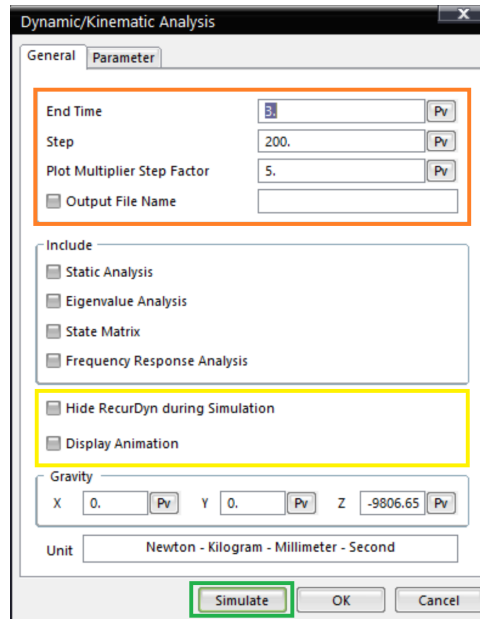 Dynamic/Kinematic Analysis
x
General Parameter
End Time 3. Pv
Step 200. Pv
Plot Multiplier Step Factor 5. Pv
Output File Name
Include
Static Analysis
Eigenvalue Analysis
State Matrix
Frequency Response Analysis
Hide RecurDyn during Simulation
Display Animation
Gravity
X 0. Pv Y 0. Pv Z -9806.65 Pv
Unit Newton - Kilogram - Millimeter - Second
Simulate OK Cancel